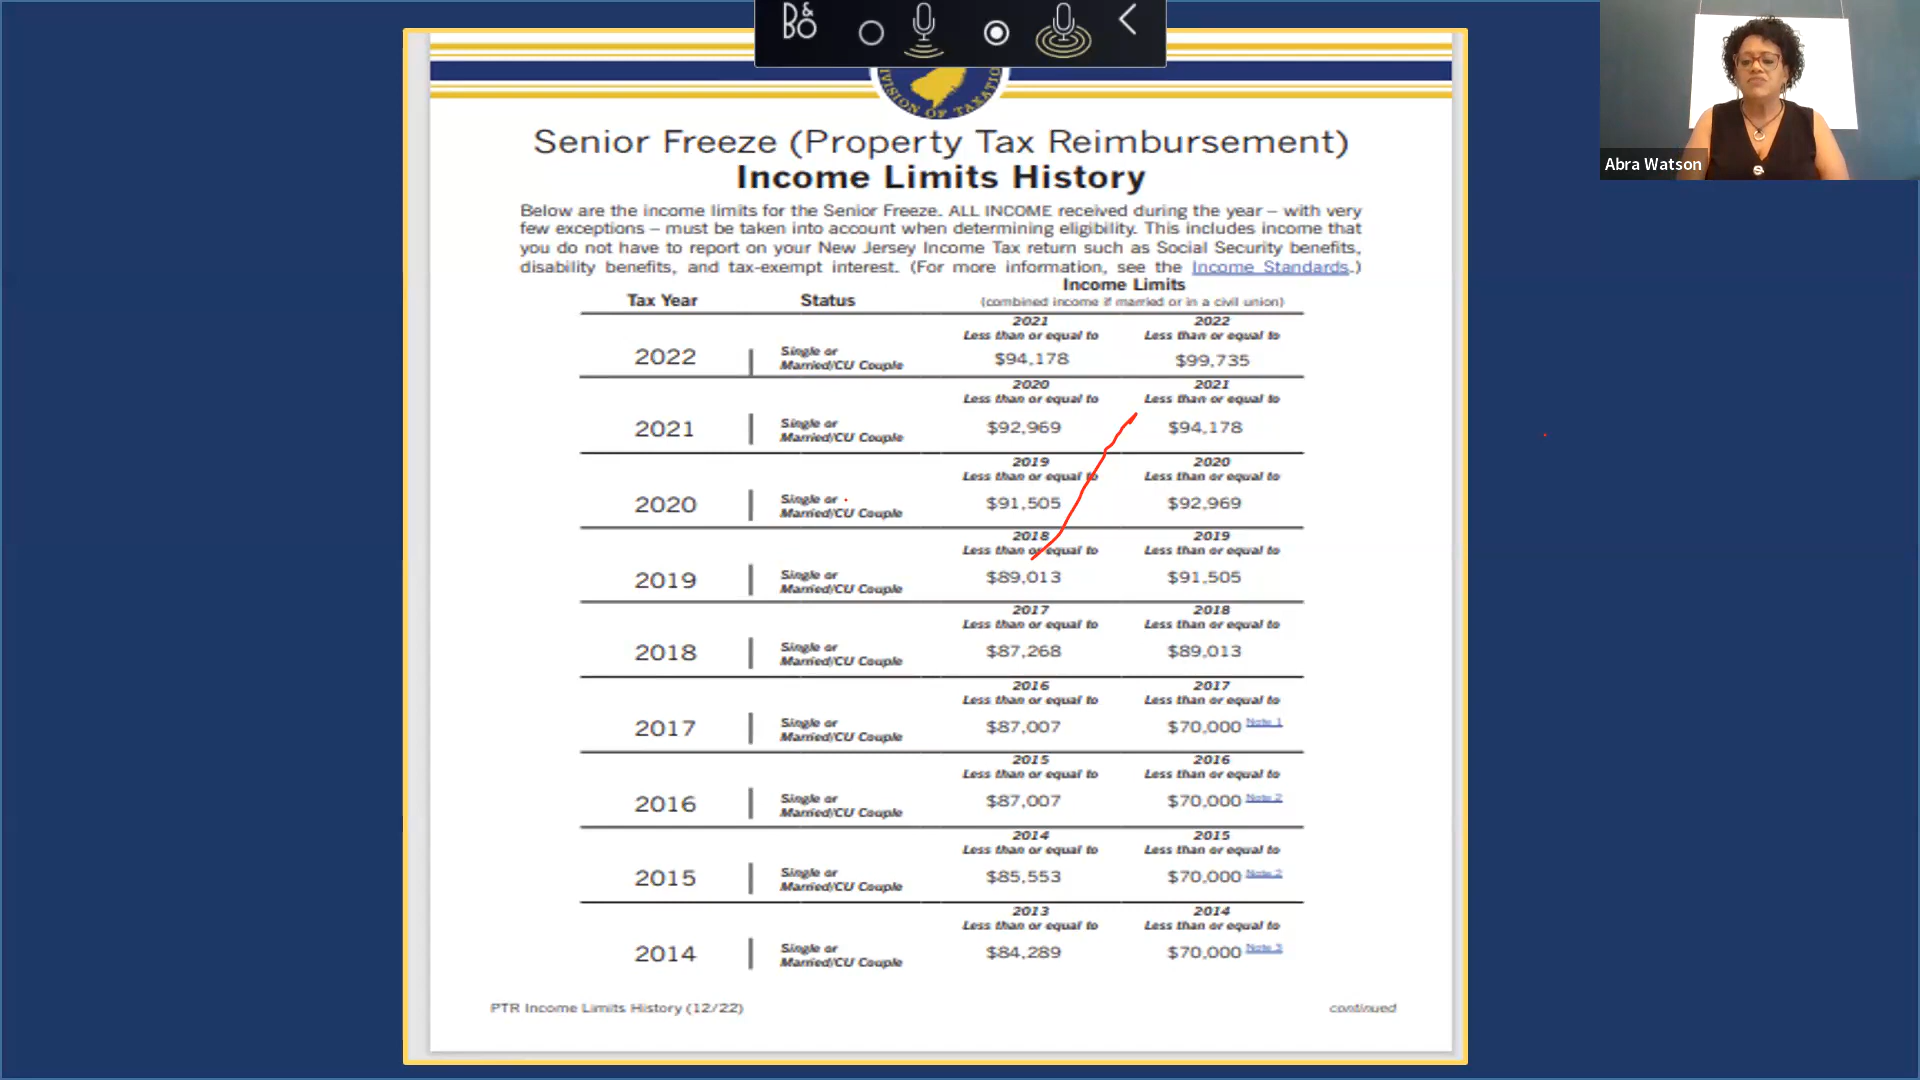 B&O
VISION OF TAXATIO
Abra Watson
Senior Freeze (Property Tax Reimbursement)
Income Limits History
Below are the income limits for the Senior Freeze. ALL INCOME received during the year – with very
few exceptions – must be taken into account when determining eligibility. This includes income that
you do not have to report on your New Jersey Income Tax return such as Social Security benefits,
disability benefits, and tax-exempt interest. (For more information, see the Income Standards.)
Income Limits
Tax Year Status (combined income if married or in a civil union)
2021 2022
Less than or equal to Less than or equal to
2022 Single or
Married/CU Couple $94,178 $99,735
2020 2021
Less than or equal to Less than or equal to
2021 Single or
Married/CU Couple $92,969 $94,178
2019 2020
Less than or equal to Less than or equal to
2020 Single or
Married/CU Couple $91,505 $92,969
2018 2019
Less than or equal to Less than or equal to
2019 Single or
Married/CU Couple $89,013 $91,505
2017 2018
Less than or equal to Less than or equal to
2018 Single or
Married/CU Couple $87,268 $89,013
2016 2017
Less than or equal to Less than or equal to
2017 Single or
Married/CU Couple $87,007 $70,000 Note 1
2015 2016
Less than or equal to Less than or equal to
2016 Single or
Married/CU Couple $87,007 $70,000 Note 2
2014 2015
Less than or equal to Less than or equal to
2015 Single or
Married/CU Couple $85,553 $70,000 Note 2
2013 2014
Less than or equal to Less than or equal to
2014 Single or
Married/CU Couple $84,289 $70,000 Note 3
PTR Income Limits History (12/22) continued